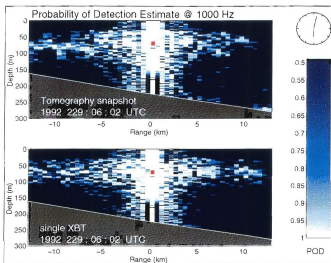 Probability of Detection Estimate @ 1000 Hz
Depth (m)
0
50
100
150
200
250
300
Tomography snapshot
1992 229 : 06 : 02 UTC
−10 −5 0 5 10
Range (km)
Depth (m)
0
50
100
150
200
250
300
single XBT
1992 229 : 06 : 02 UTC
−10 −5 0 5 10
Range (km)
0.5
0.55
0.6
0.65
0.7
0.75
0.8
0.85
0.9
0.95
1
POD